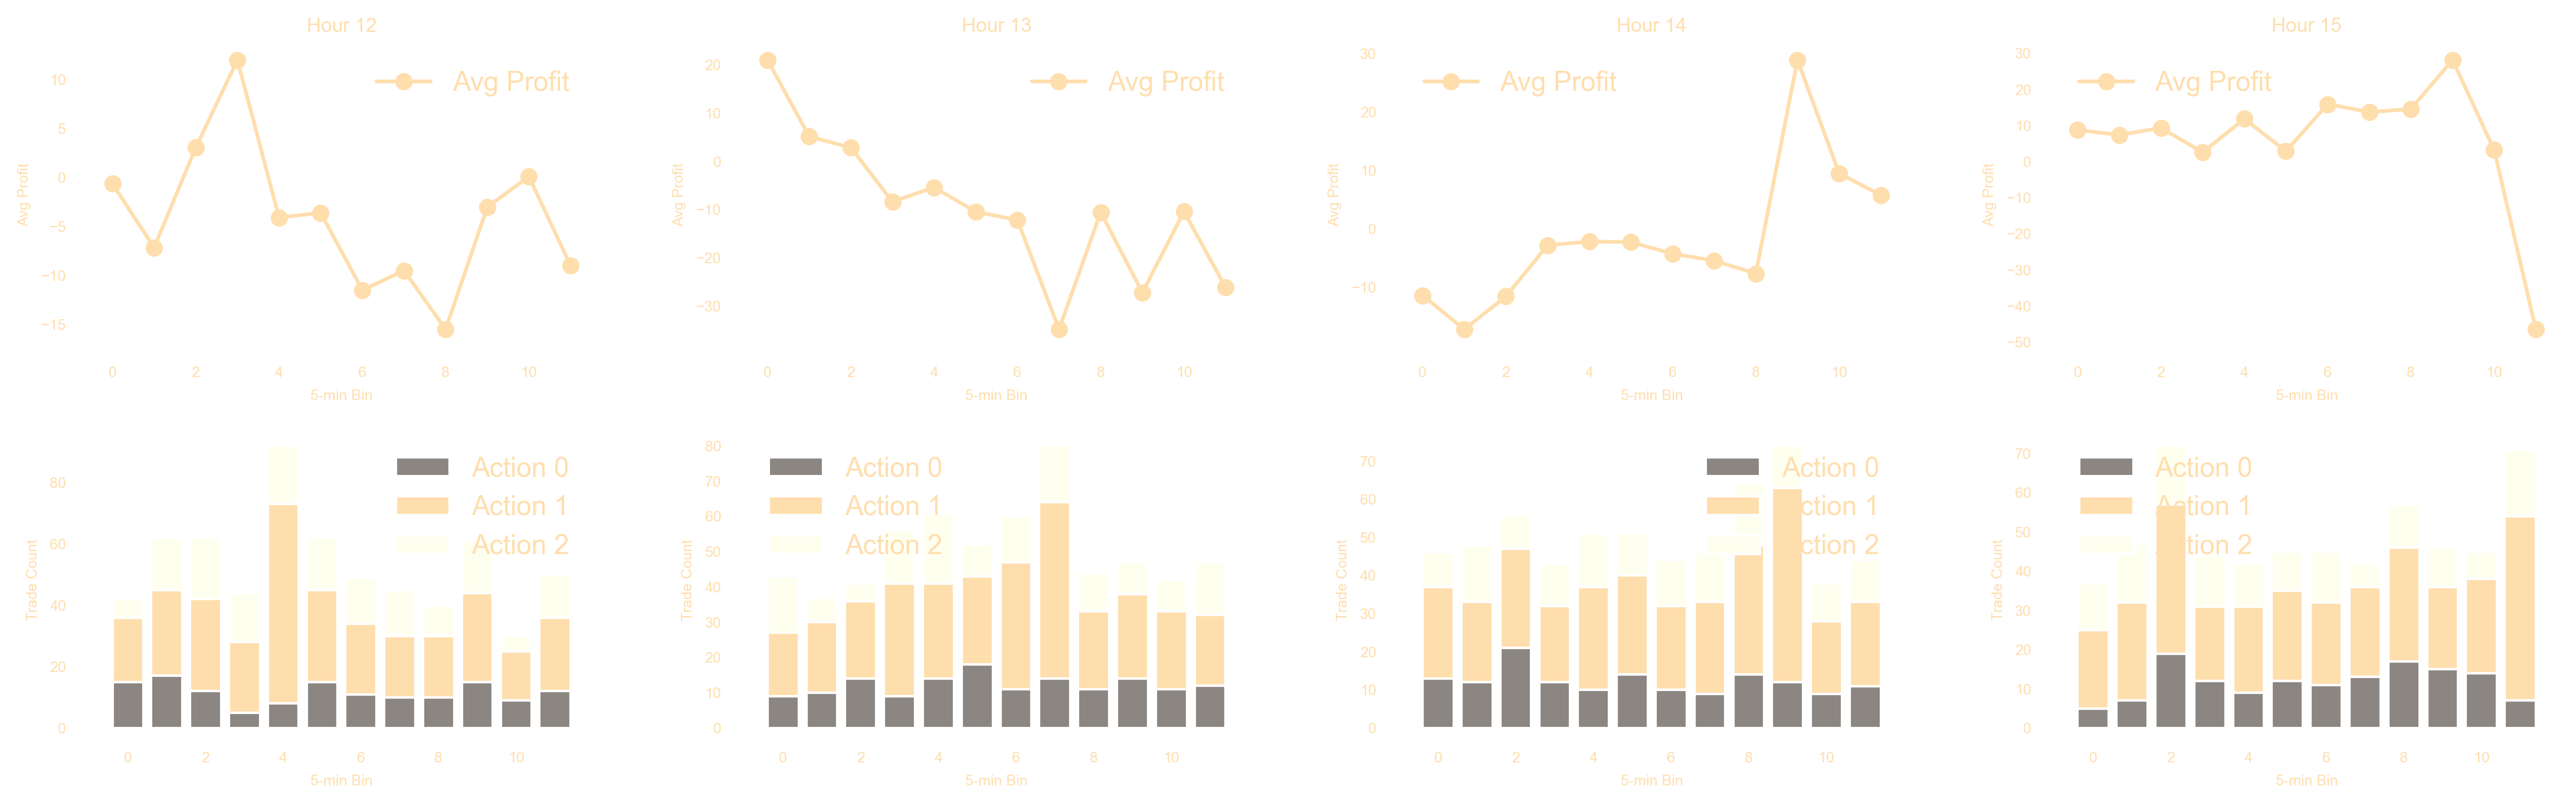 Hour 12
Avg Profit
10
5
0
−5
−10
−15
Avg Profit
0 2 4 6 8 10
5-min Bin
Hour 13
Avg Profit
20
10
0
−10
−20
−30
Avg Profit
0 2 4 6 8 10
5-min Bin
Hour 14
Avg Profit
30
20
10
0
−10
Avg Profit
0 2 4 6 8 10
5-min Bin
Hour 15
Avg Profit
30
20
10
0
−10
−20
−30
−40
−50
Avg Profit
0 2 4 6 8 10
5-min Bin
Action 0
Action 1
Action 2
80
60
40
20
0
Trade Count
0 2 4 6 8 10
5-min Bin
Action 0
Action 1
Action 2
80
70
60
50
40
30
20
10
0
Trade Count
0 2 4 6 8 10
5-min Bin
Action 0
Action 1
Action 2
70
60
50
40
30
20
10
0
Trade Count
0 2 4 6 8 10
5-min Bin
Action 0
Action 1
Action 2
70
60
50
40
30
20
10
0
Trade Count
0 2 4 6 8 10
5-min Bin